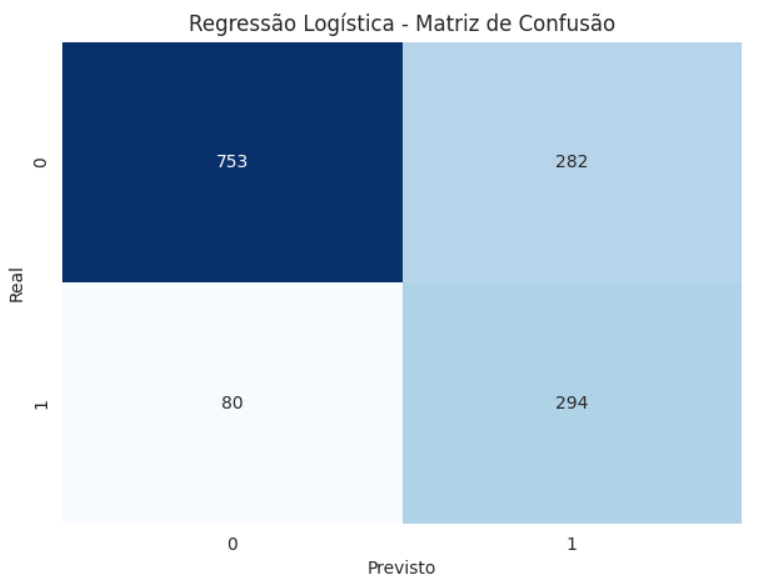 Regressão Logística - Matriz de Confusão
0
753
282
Real
1
80
294
0
1
Previsto